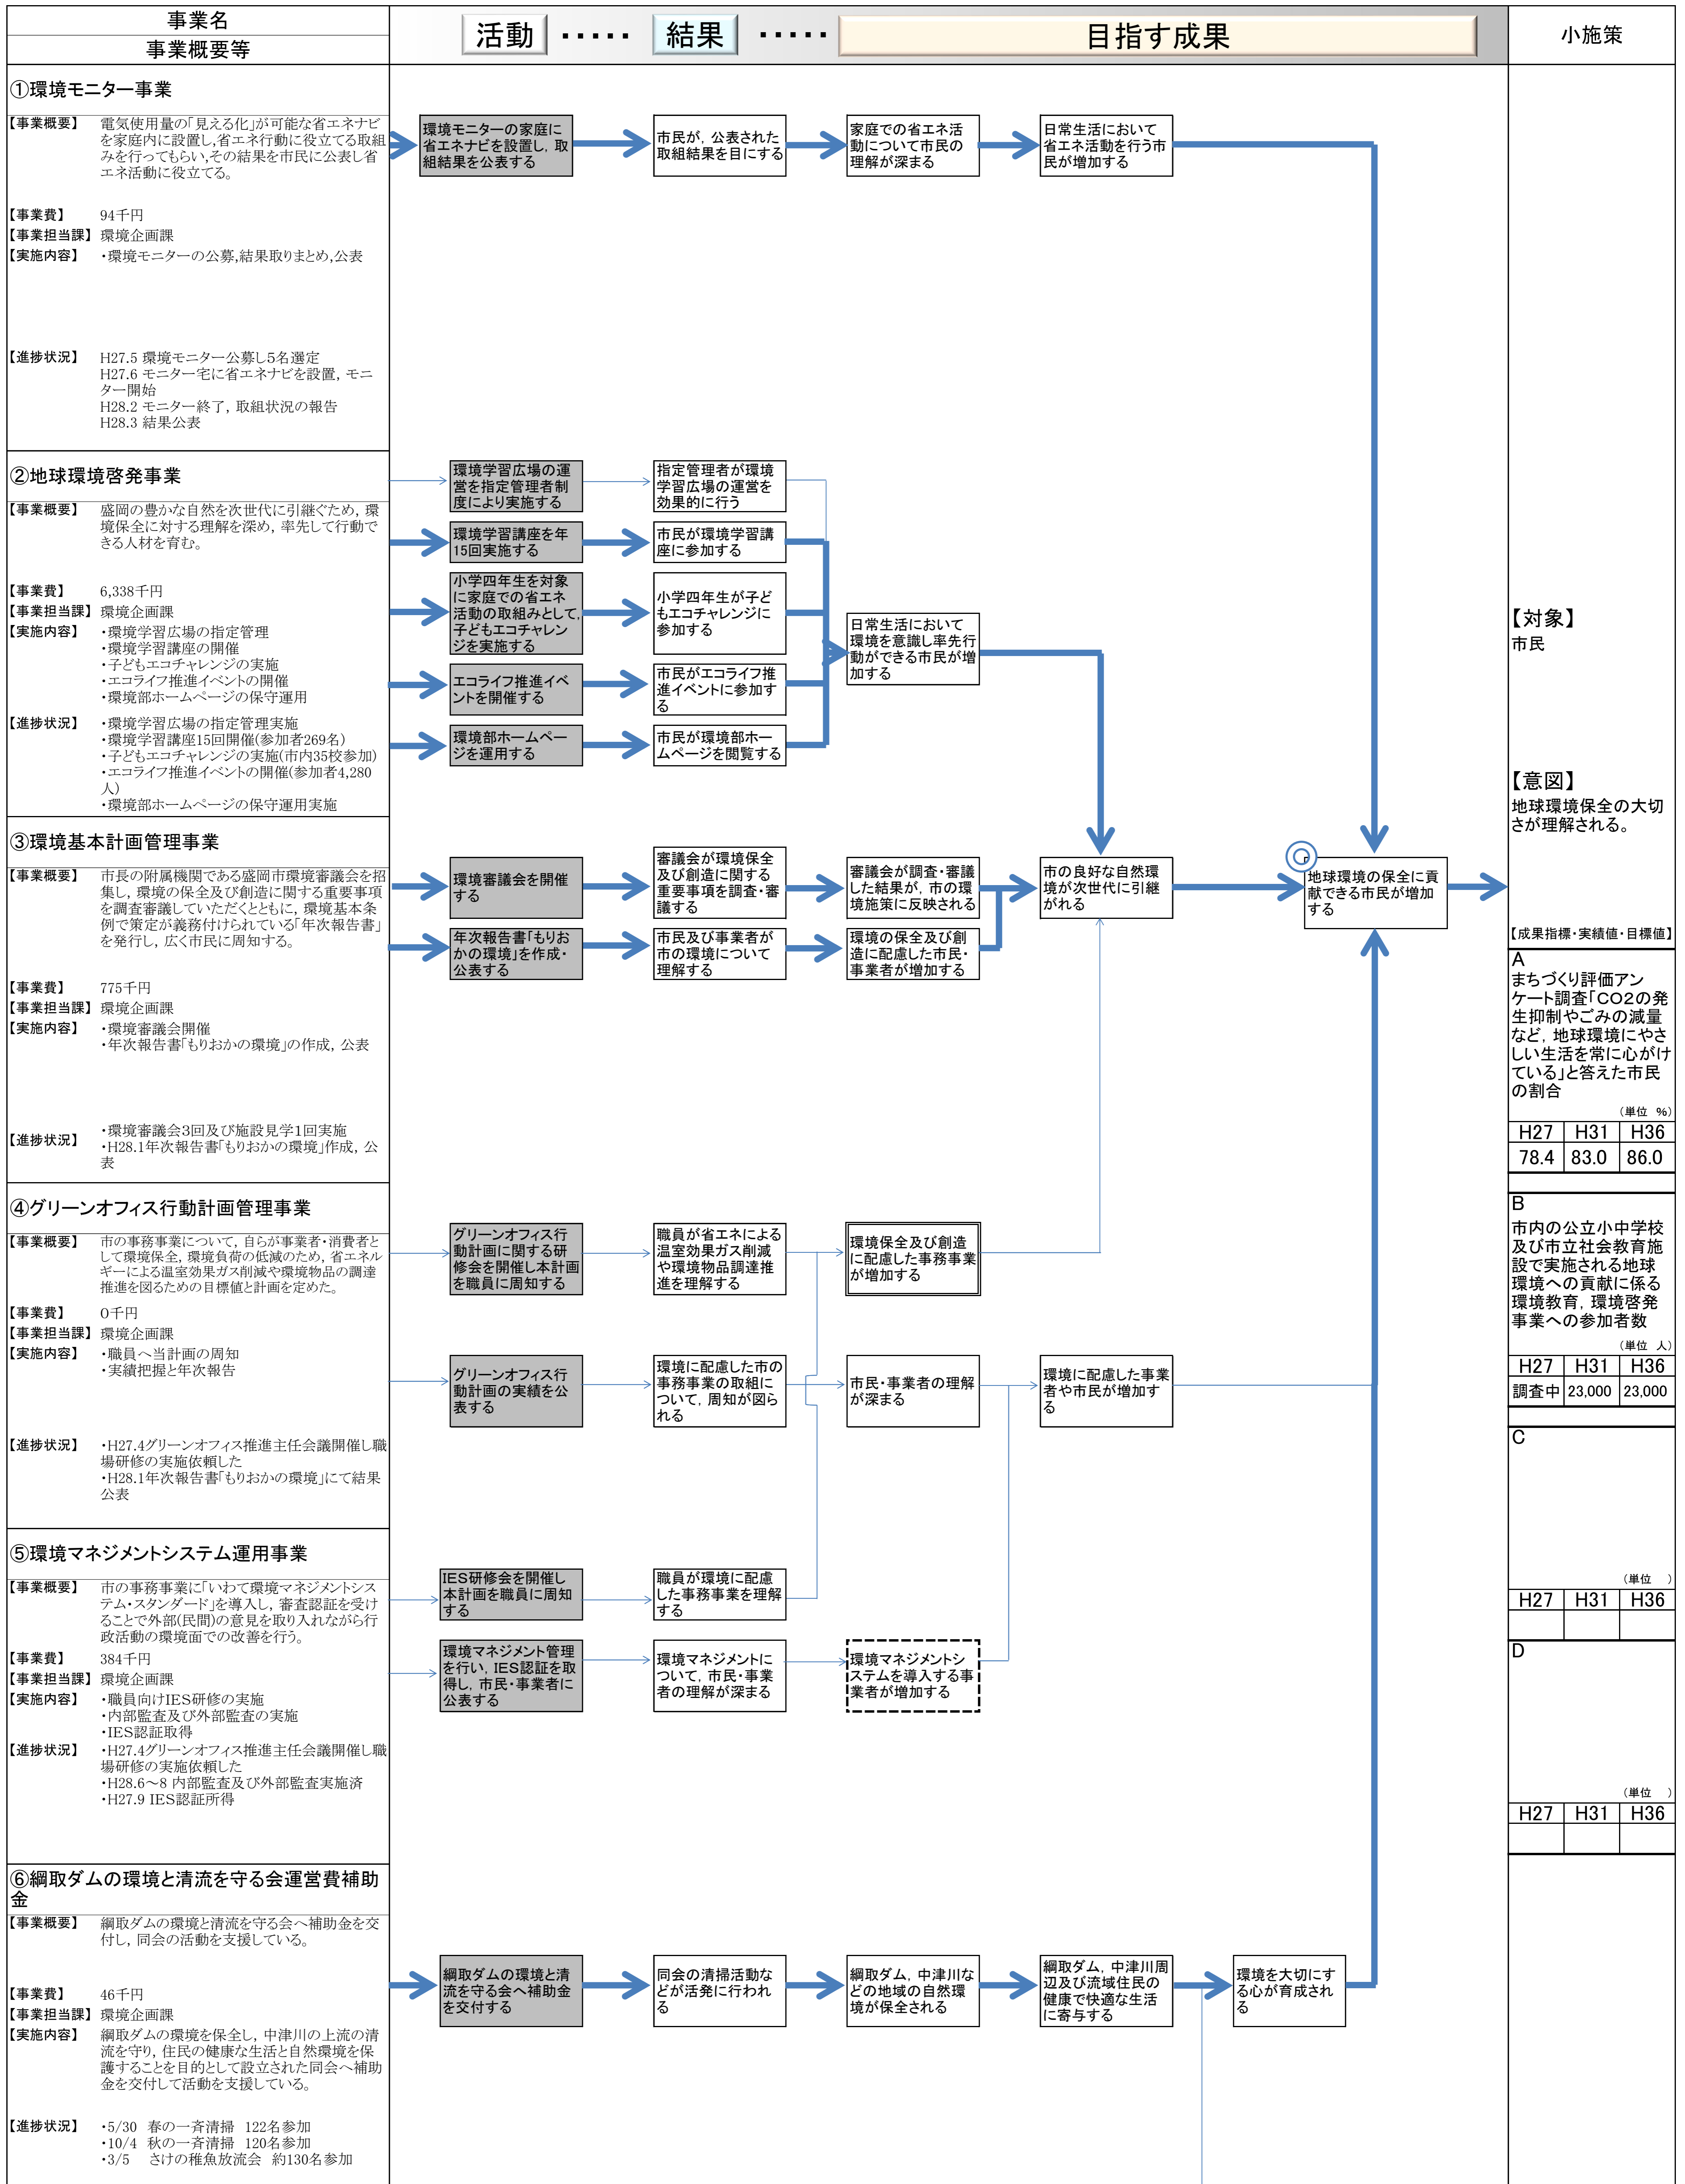 事業名
事業概要等
活動 ‥‥‥ 結果 ‥‥‥ 目指す成果
小施策
①環境モニター事業
【事業概要】 電気使用量の「見える化」が可能な省エネナビ
を家庭内に設置し,省エネ行動に役立てる取組
みを行ってもらい,その結果を市民に公表し省
エネ活動に役立てる。
【事業費】 94千円
【事業担当課】 環境企画課
【実施内容】 ・環境モニターの公募,結果取りまとめ,公表
【進捗状況】 H27.5 環境モニター公募し5名選定
H27.6 モニター宅に省エネナビを設置，モニ
ター開始
H28.2 モニター終了，取組状況の報告
H28.3 結果公表
環境モニターの家庭に
省エネナビを設置し，取
組結果を公表する
市民が，公表された
取組結果を目にする
家庭での省エネ活
動について市民の
理解が深まる
日常生活において
省エネ活動を行う市
民が増加する
②地球環境啓発事業
【事業概要】 盛岡の豊かな自然を次世代に引継ぐため，環
境保全に対する理解を深め，率先して行動で
きる人材を育む。
【事業費】 6,338千円
【事業担当課】 環境企画課
【実施内容】 ・環境学習広場の指定管理
・環境学習講座の開催
・子どもエコチャレンジの実施
・エコライフ推進イベントの開催
・環境部ホームページの保守運用
【進捗状況】 ・環境学習広場の指定管理実施
・環境学習講座15回開催(参加者269名)
・子どもエコチャレンジの実施(市内35校参加)
・エコライフ推進イベントの開催(参加者4,280
人)
・環境部ホームページの保守運用実施
環境学習広場の運
営を指定管理者制
度により実施する
指定管理者が環境
学習広場の運営を
効果的に行う
環境学習講座を年
15回実施する
市民が環境学習講
座に参加する
小学四年生を対象
に家庭での省エネ
活動の取組みとして，
子どもエコチャレン
ジを実施する
小学四年生が子ど
もエコチャレンジに
参加する
エコライフ推進イベ
ントを開催する
市民がエコライフ推
進イベントに参加す
る
環境部ホームペー
ジを運用する
市民が環境部ホー
ムページを閲覧する
日常生活において
環境を意識し率先行
動ができる市民が増
加する
③環境基本計画管理事業
【事業概要】 市長の附属機関である盛岡市環境審議会を招
集し，環境の保全及び創造に関する重要事項
を調査審議していただくとともに，環境基本条
例で策定が義務付けられている「年次報告書」
を発行し，広く市民に周知する。
【事業費】 775千円
【事業担当課】 環境企画課
【実施内容】 ・環境審議会開催
・年次報告書「もりおかの環境」の作成，公表
【進捗状況】 ・環境審議会3回及び施設見学1回実施
・H28.1年次報告書「もりおかの環境」作成，公
表
環境審議会を開催
する
審議会が環境保全
及び創造に関する
重要事項を調査・審
議する
審議会が調査・審議
した結果が，市の環
境施策に反映される
市の良好な自然環
境が次世代に引継
がれる
◎
地球環境の保全に貢
献できる市民が増加
する
年次報告書「もりお
かの環境」を作成・
公表する
市民及び事業者が
市の環境について
理解する
環境の保全及び創
造に配慮した市民・
事業者が増加する
④グリーンオフィス行動計画管理事業
【事業概要】 市の事務事業について，自らが事業者・消費者と
して環境保全，環境負荷の低減のため，省エネル
ギーによる温室効果ガス削減や環境物品の調達
推進を図るための目標値と計画を定めた。
【事業費】 0千円
【事業担当課】 環境企画課
【実施内容】 ・職員へ当計画の周知
・実績把握と年次報告
【進捗状況】 ・H27.4グリーンオフィス推進主任会議開催し職
場研修の実施依頼した
・H28.1年次報告書「もりおかの環境」にて結果
公表
グリーンオフィス行
動計画に関する研
修会を開催し本計画
を職員に周知する
職員が省エネによる
温室効果ガス削減
や環境物品調達推
進を理解する
環境保全及び創造
に配慮した事務事業
が増加する
グリーンオフィス行
動計画の実績を公
表する
環境に配慮した市の
事務事業の取組に
ついて，周知が図ら
れる
市民・事業者の理解
が深まる
環境に配慮した事業
者や市民が増加す
る
⑤環境マネジメントシステム運用事業
【事業概要】 市の事務事業に「いわて環境マネジメントシス
テム・スタンダード」を導入し，審査認証を受け
ることで外部(民間)の意見を取り入れながら行
政活動の環境面での改善を行う。
【事業費】 384千円
【事業担当課】 環境企画課
【実施内容】 ・職員向けIES研修の実施
・内部監査及び外部監査の実施
・IES認証取得
【進捗状況】 ・H27.4グリーンオフィス推進主任会議開催し職
場研修の実施依頼した
・H28.6～8 内部監査及び外部監査実施済
・H27.9 IES認証所得
IES研修会を開催し
本計画を職員に周知
する
職員が環境に配慮
した事務事業を理解
する
環境マネジメント管理
を行い，IES認証を取
得し，市民・事業者に
公表する
環境マネジメントに
ついて，市民・事業
者の理解が深まる
環境マネジメントシ
ステムを導入する事
業者が増加する
⑥綱取ダムの環境と清流を守る会運営費補助
金
【事業概要】 綱取ダムの環境と清流を守る会へ補助金を交
付し，同会の活動を支援している。
【事業費】 46千円
【事業担当課】 環境企画課
【実施内容】 綱取ダムの環境を保全し，中津川の上流の清
流を守り，住民の健康な生活と自然環境を保
護することを目的として設立された同会へ補助
金を交付して活動を支援している。
【進捗状況】 ・5/30 春の一斉清掃 122名参加
・10/4 秋の一斉清掃 120名参加
・3/5 さけの稚魚放流会 約130名参加
綱取ダムの環境と清
流を守る会へ補助金
を交付する
同会の清掃活動な
どが活発に行われ
る
綱取ダム，中津川な
どの地域の自然環
境が保全される
綱取ダム，中津川周
辺及び流域住民の
健康で快適な生活
に寄与する
環境を大切にす
る心が育成され
る
【対象】
市民
【意図】
地球環境保全の大切
さが理解される。
【成果指標・実績値・目標値】
A
まちづくり評価アン
ケート調査「CO2の発
生抑制やごみの減量
など，地球環境にやさ
しい生活を常に心がけ
ている」と答えた市民
の割合
（単位 %）
H27 H31 H36
78.4 83.0 86.0
B
市内の公立小中学校
及び市立社会教育施
設で実施される地球
環境への貢献に係る
環境教育，環境啓発
事業への参加者数
（単位 人）
H27 H31 H36
調査中 23,000 23,000
C
（単位 ）
H27 H31 H36
D
（単位 ）
H27 H31 H36